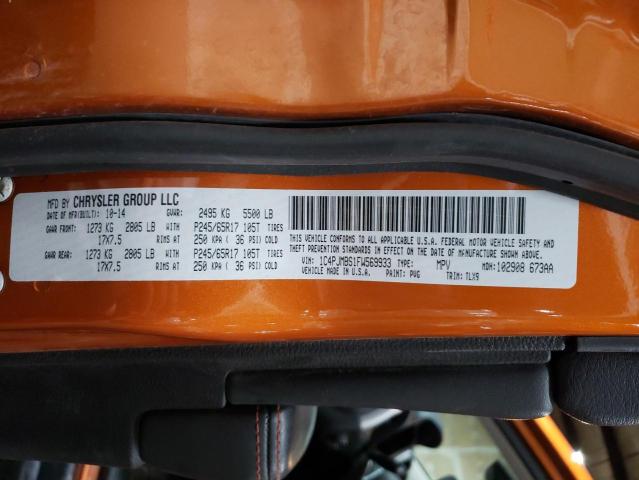 MFD BY CHRYSLER GROUP LLC
DATE OF MFR(BUILT): 10-14 GVWR: 2495 KG 5500 LB
GAWR FRONT: 1273 KG 2805 LB WITH P245/65R17 105T TIRES
17X7.5 RIMS AT 250 KPA ( 36 PSI) COLD
GAWR REAR: 1273 KG 2805 LB WITH P245/65R17 105T TIRES
17X7.5 RIMS AT 250 KPA ( 36 PSI) COLD
THIS VEHICLE CONFORMS TO ALL APPLICABLE U.S.A. FEDERAL MOTOR VEHICLE SAFETY AND
THEFT PREVENTION STANDARDS IN EFFECT ON THE DATE OF MANUFACTURE SHOWN ABOVE.
VIN: 1C4PJMBS1FW569933 TYPE: MPV MDH: 102908 673AA
VEHICLE MADE IN U.S.A. PAINT: PVG TRIM: TLX9